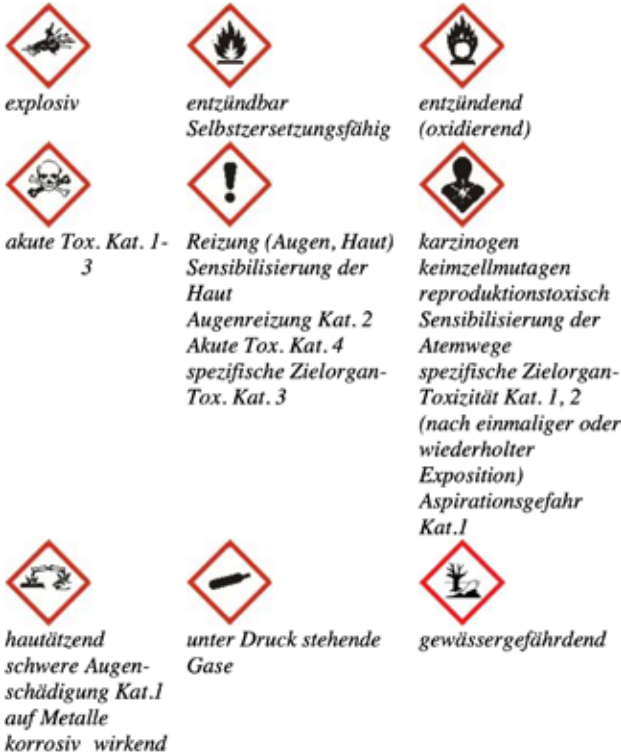 explosiv
entzündbar
Selbstzersetzungsfähig
entzündend
(oxidierend)
akute Tox. Kat. 1-
3
Reizung (Augen, Haut)
Sensibilisierung der
Haut
Augenreizung Kat. 2
Akute Tox. Kat. 4
spezifische Zielorgan-
Tox. Kat. 3
karzinogen
keimzellmutagen
reproduktionstoxisch
Sensibilisierung der
Atemwege
spezifische Zielorgan-
Toxizität Kat. 1, 2
(nach einmaliger oder
wiederholter
Exposition)
Aspirationsgefahr
Kat.1
hautätzend
schwere Augen-
schädigung Kat.1
auf Metalle
korrosiv wirkend
unter Druck stehende
Gase
gewässergefährdend